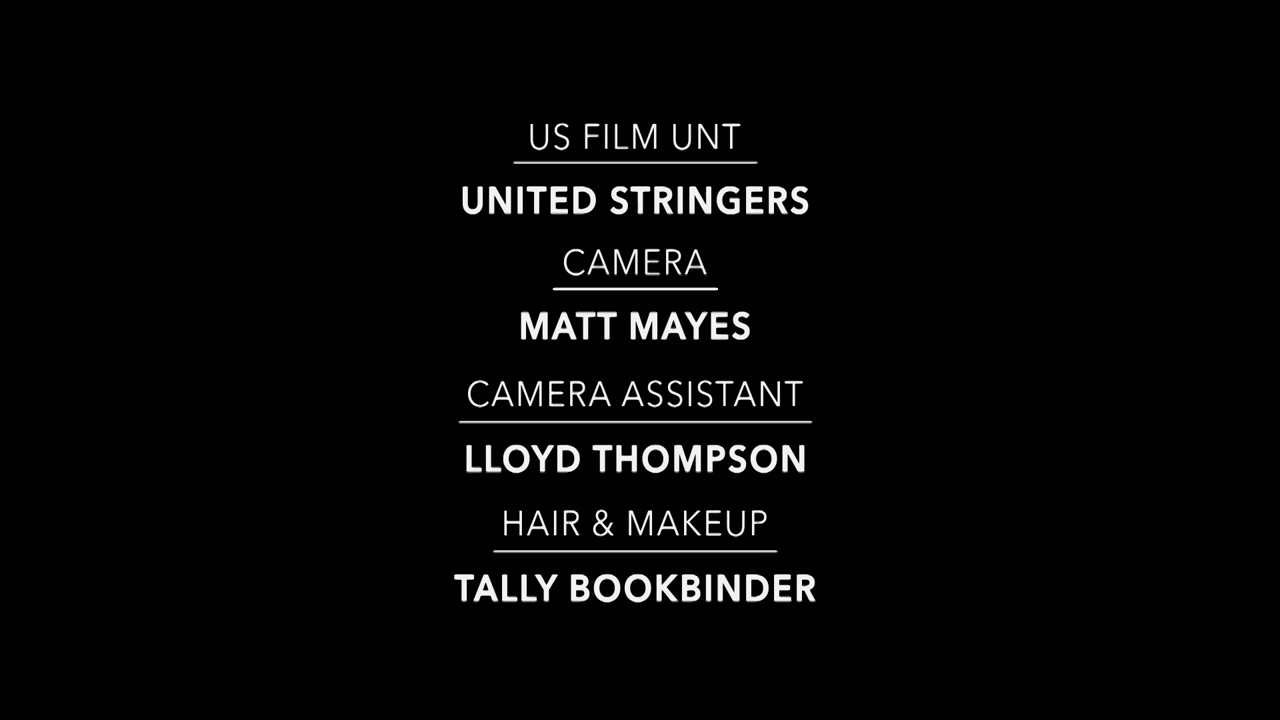 US FILM UNT
UNITED STRINGERS
CAMERA
MATT MAYES
CAMERA ASSISTANT
LLOYD THOMPSON
HAIR & MAKEUP
TALLY BOOKBINDER